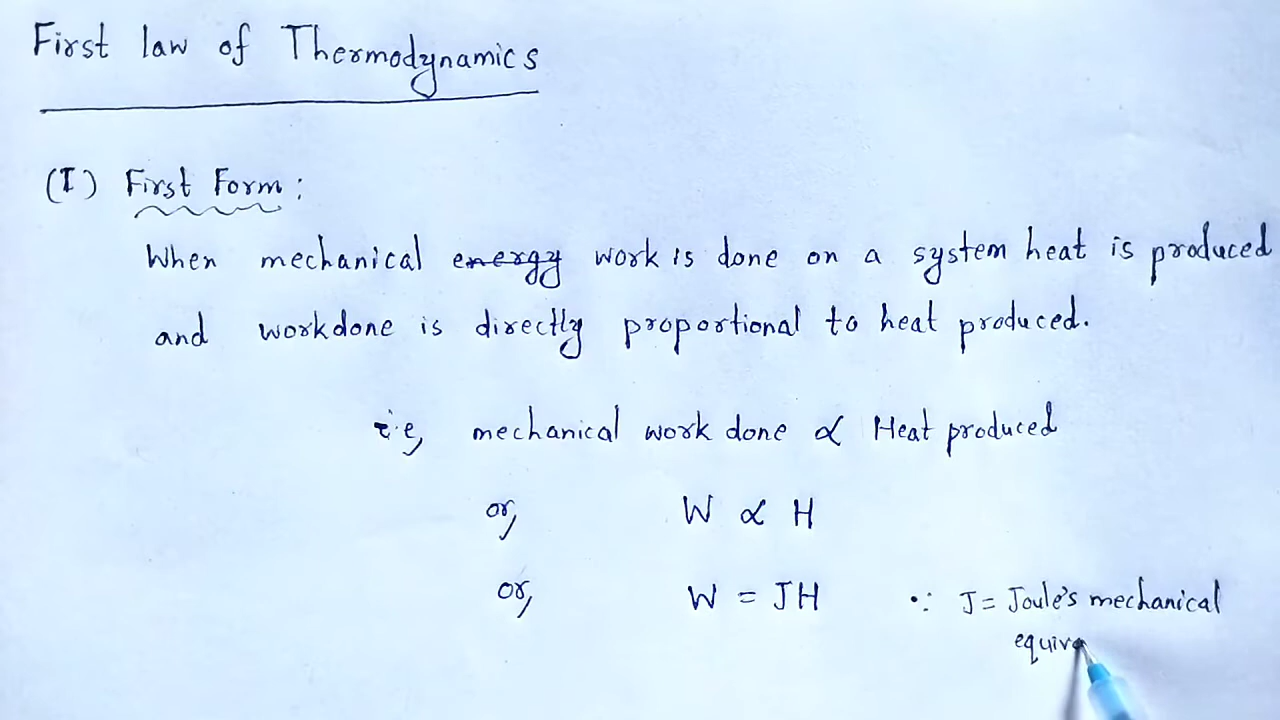 First law of Thermodynamics
(I) First Form:
When mechanical energy work is done on a system heat is produced
and workdone is directly proportional to heat produced.
i.e, mechanical work done ∝ Heat produced
or, W ∝ H
or, W = JH ∵ J = Joule's mechanical
equiva